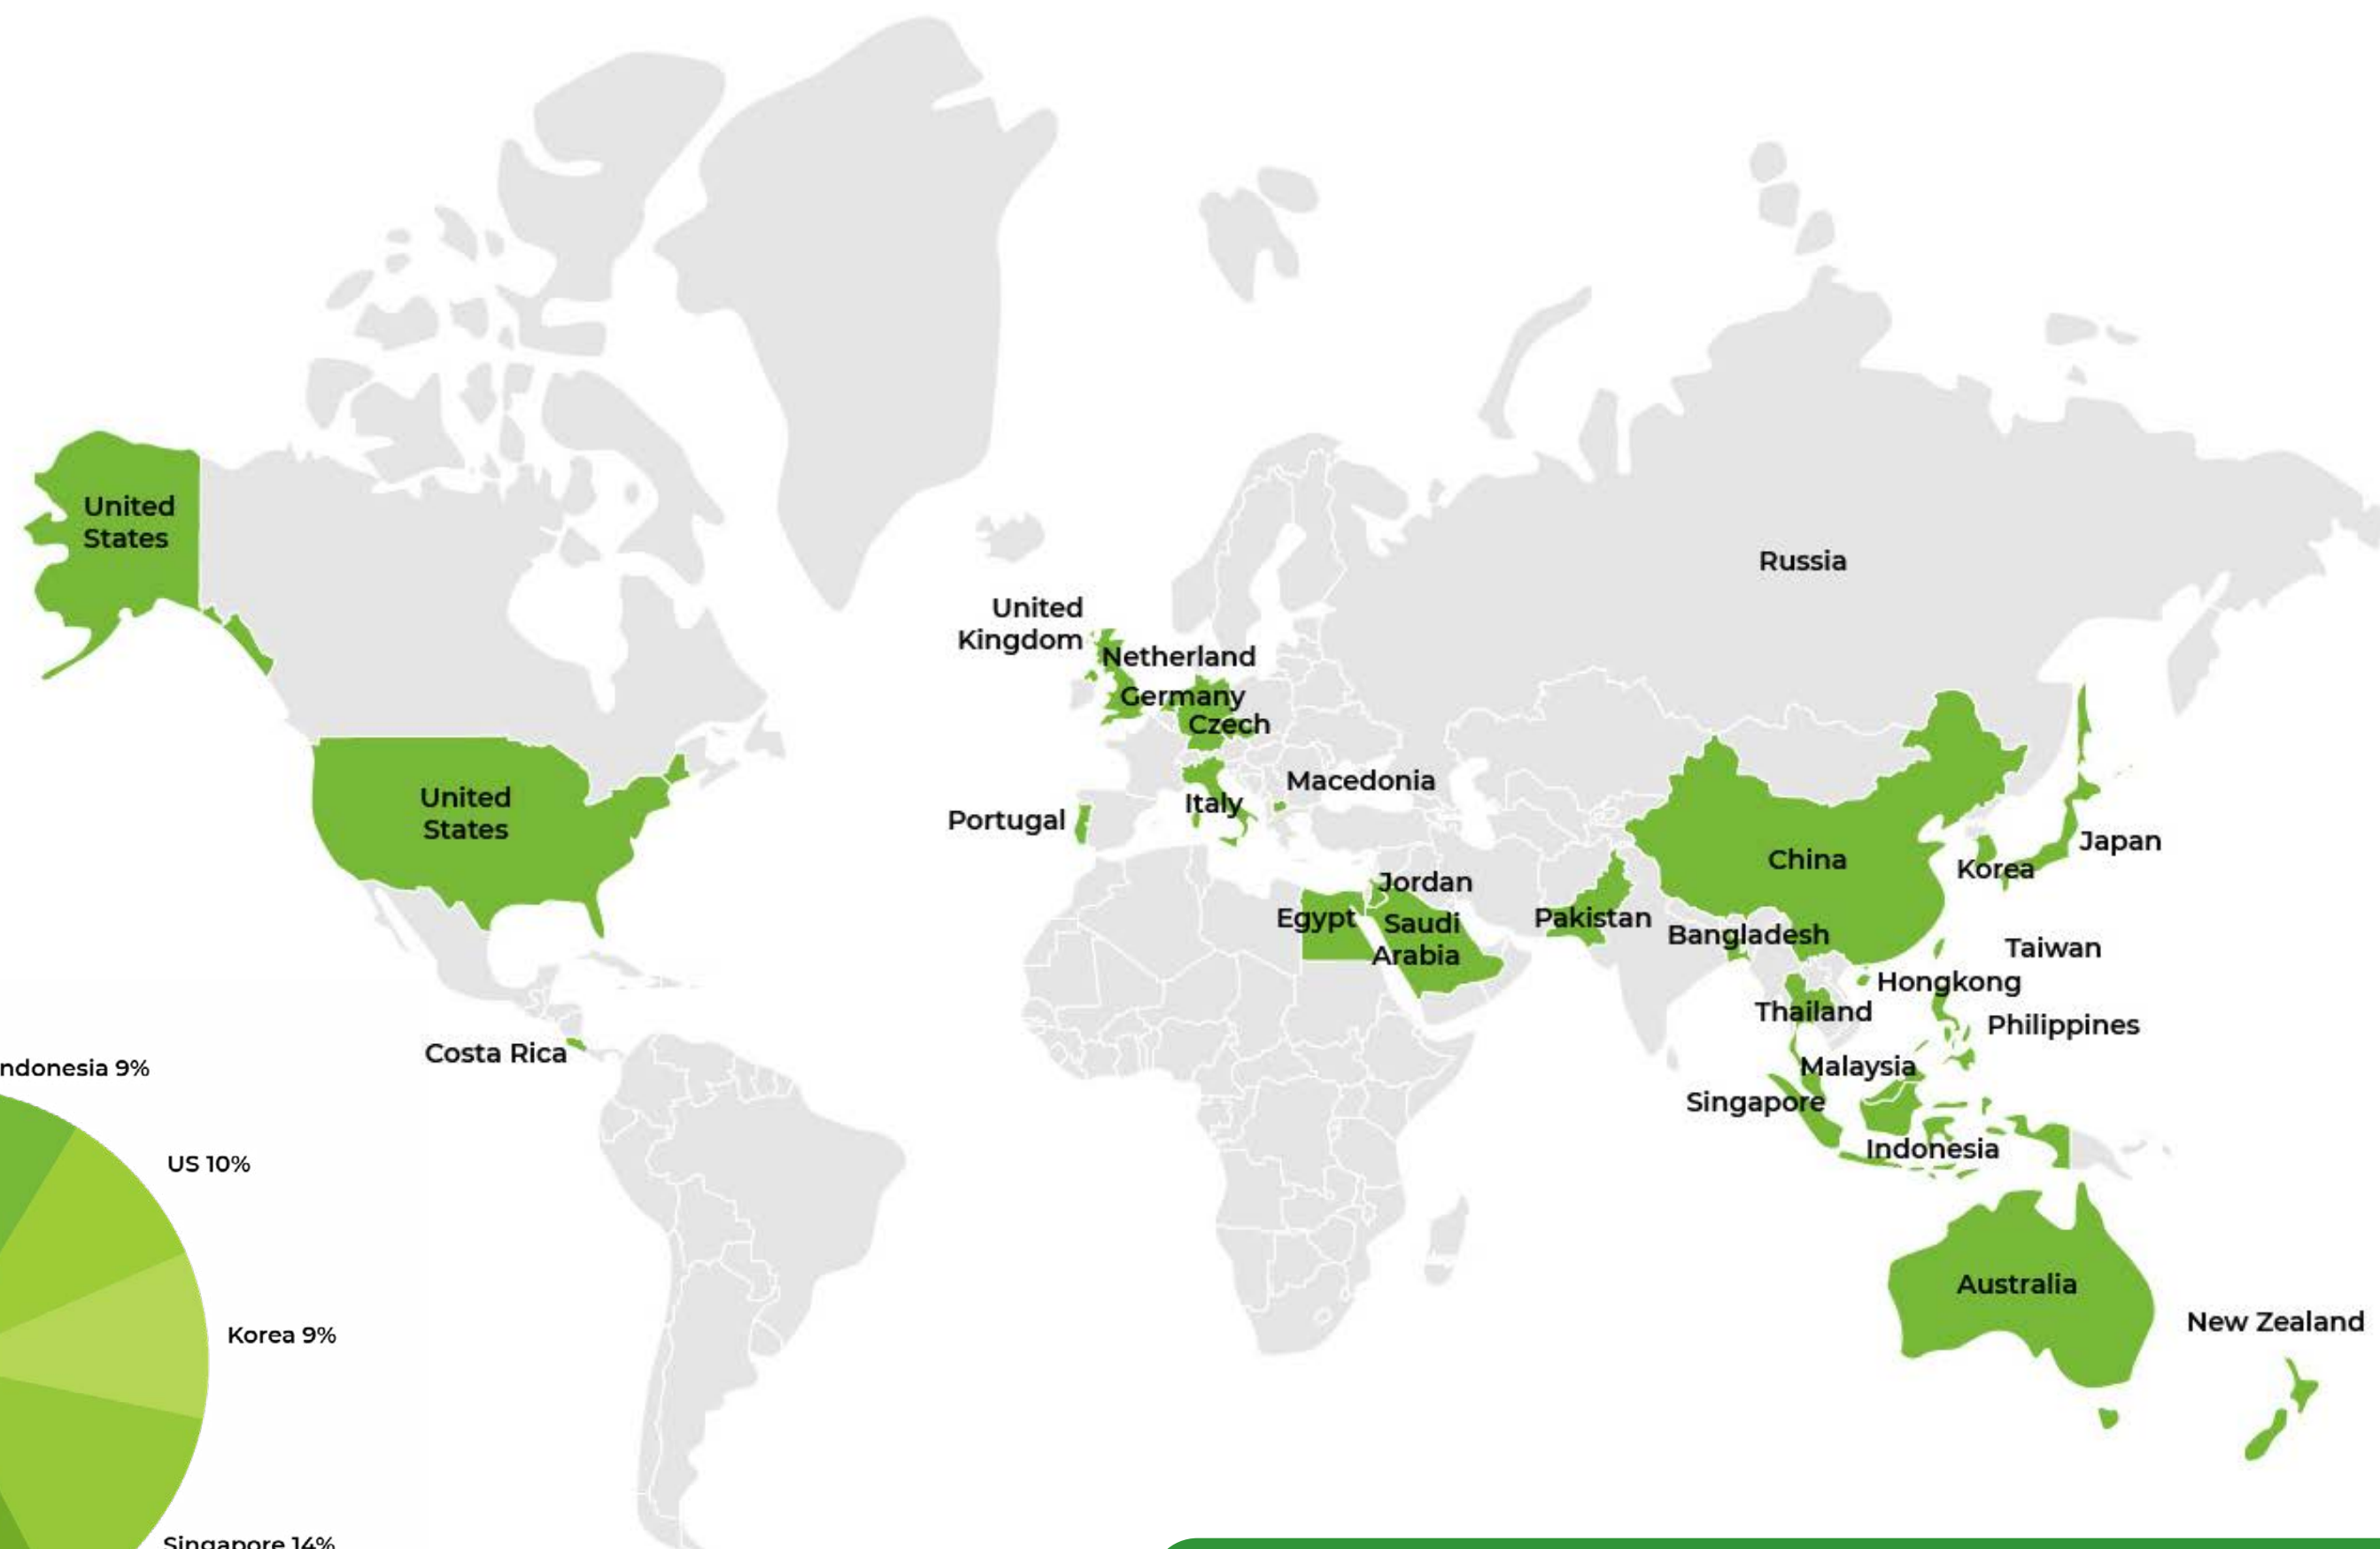 United
States
Russia
United
Kingdom
Netherland
Germany
Czech
Macedonia
Italy
Portugal
United
States
Japan
China
Korea
Jordan
Egypt
Saudi
Arabia
Pakistan
Bangladesh
Taiwan
Hongkong
Thailand
Philippines
Costa Rica
Malaysia
Singapore
Indonesia
Australia
New Zealand
ndonesia 9%
US 10%
Korea 9%
Singapore 14%